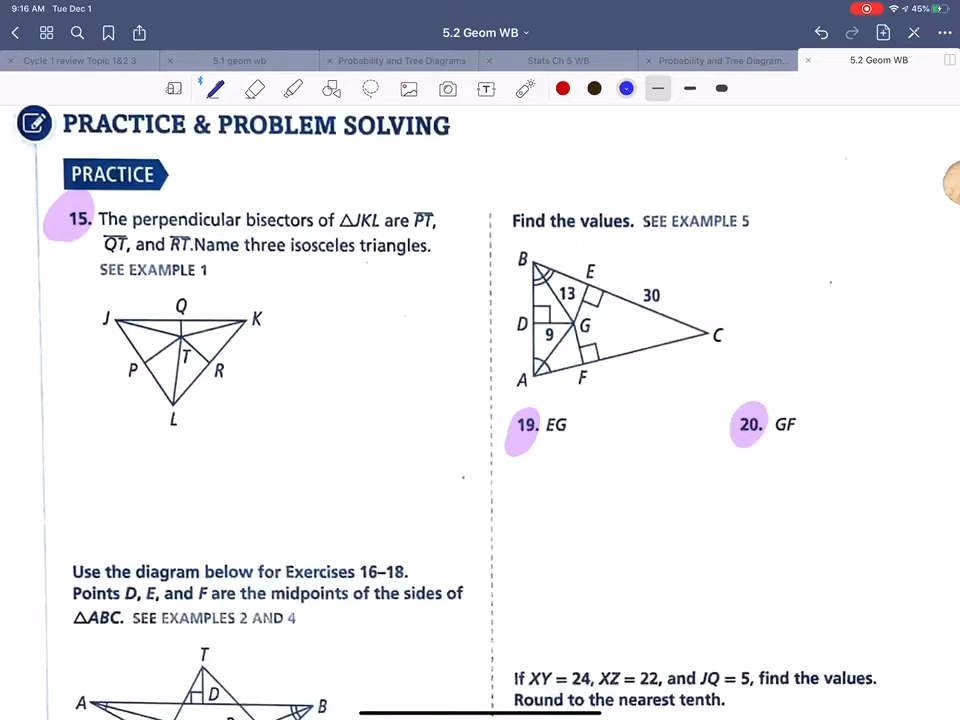 9:16 AM Tue Dec 1
45%
5.2 Geom WB
Cycle 1 review Topic 1&2 3
5.1 geom wb
Probability and Tree Diagrams
Stats Ch 5 WB
Probability and Tree Diagram...
5.2 Geom WB
PRACTICE & PROBLEM SOLVING
PRACTICE
15. The perpendicular bisectors of △JKL are PT,
QT, and RT.Name three isosceles triangles.
SEE EXAMPLE 1
J Q K
P T R
L
Use the diagram below for Exercises 16–18.
Points D, E, and F are the midpoints of the sides of
△ABC. SEE EXAMPLES 2 AND 4
T
D
A B
Find the values. SEE EXAMPLE 5
B E
13 30
D 9 G C
A F
19. EG 20. GF
If XY = 24, XZ = 22, and JQ = 5, find the values.
Round to the nearest tenth.